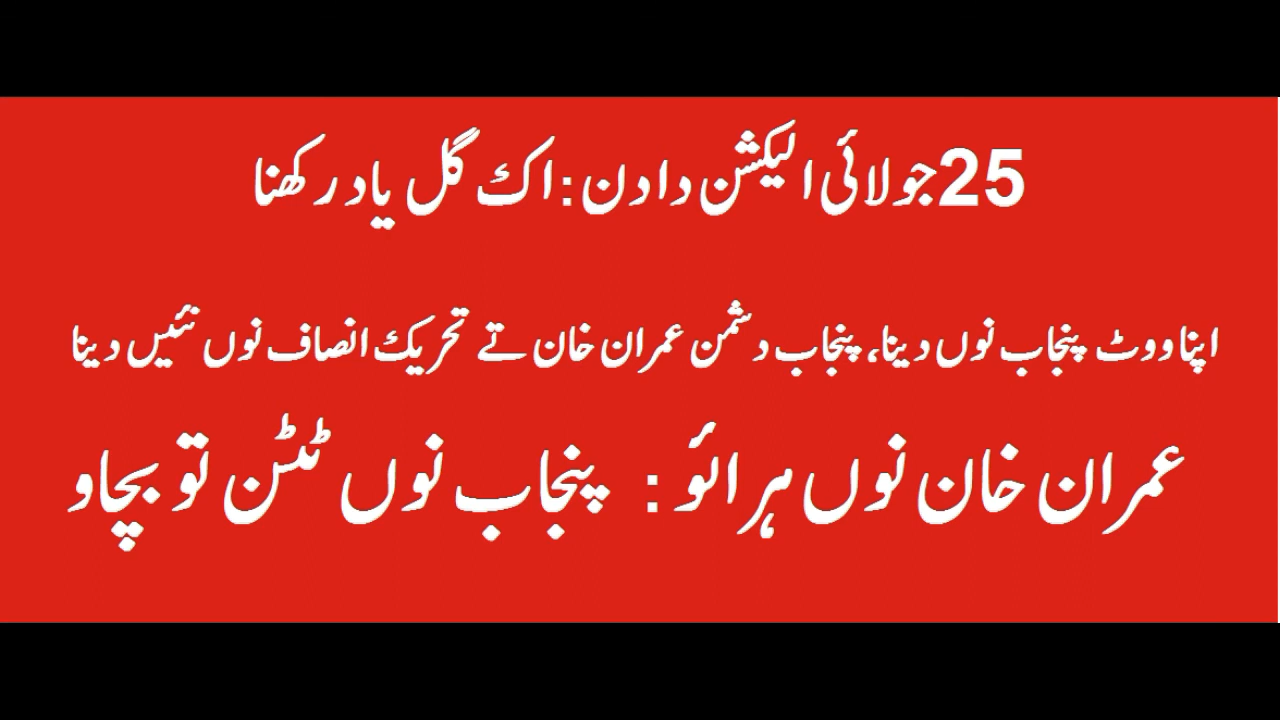 25جولائی الیکشن دا دن:اک گل یاد رکھنا
اپنا ووٹ پنجاب نوں دینا، پنجاب دشمن عمران خان تے تحریک انصاف نوں نئیں دینا
عمران خان نوں ہرائو : پنجاب نوں ٹٹن تو بچاو